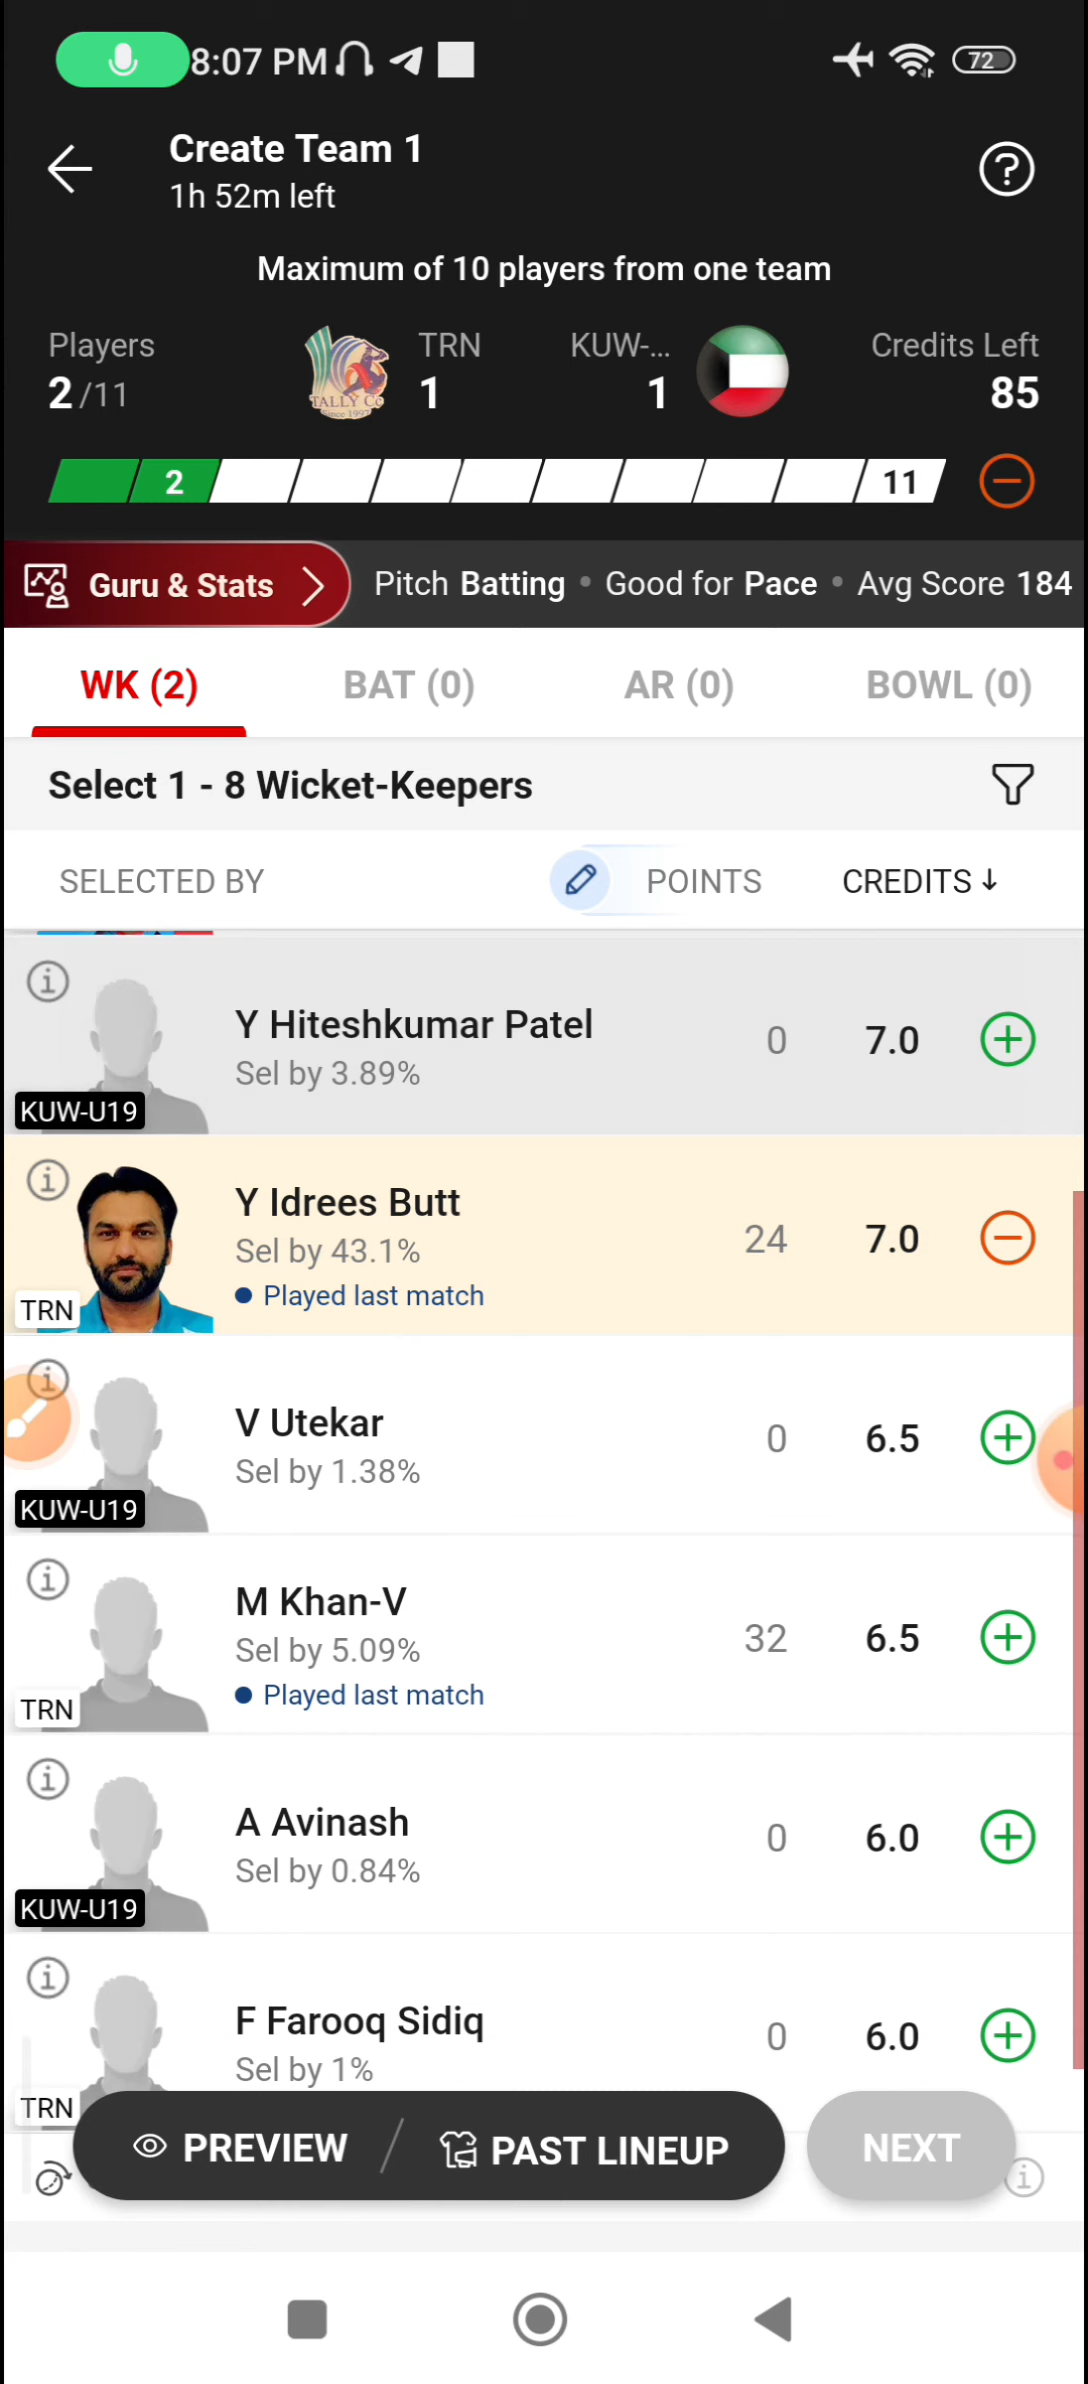 8:07 PM
72
Create Team 1
1h 52m left
Maximum of 10 players from one team
Players
2/11
TALLY CC
Since 1992
TRN
1
KUW-...
1
Credits Left
85
2
11
Guru & Stats
Pitch Batting • Good for Pace • Avg Score 184
WK (2)
BAT (0)
AR (0)
BOWL (0)
Select 1 - 8 Wicket-Keepers
SELECTED BY
POINTS
CREDITS ↓
Y Hiteshkumar Patel
Sel by 3.89%
KUW-U19
0
7.0
Y Idrees Butt
Sel by 43.1%
Played last match
TRN
24
7.0
V Utekar
Sel by 1.38%
KUW-U19
0
6.5
M Khan-V
Sel by 5.09%
Played last match
TRN
32
6.5
A Avinash
Sel by 0.84%
KUW-U19
0
6.0
F Farooq Sidiq
Sel by 1%
TRN
0
6.0
PREVIEW
PAST LINEUP
NEXT